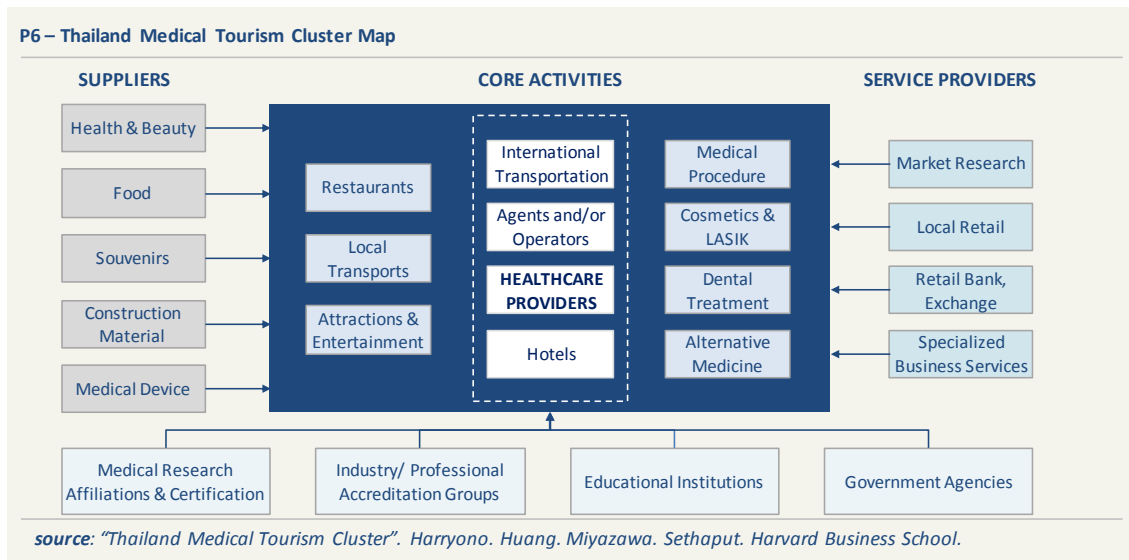 P6 – Thailand Medical Tourism Cluster Map
SUPPLIERS
CORE ACTIVITIES
SERVICE PROVIDERS
Health & Beauty
Food
Souvenirs
Construction
Material
Medical Device
Restaurants
Local
Transports
Attractions &
Entertainment
International
Transportation
Agents and/or
Operators
HEALTHCARE
PROVIDERS
Hotels
Medical
Procedure
Cosmetics &
LASIK
Dental
Treatment
Alternative
Medicine
Market Research
Local Retail
Retail Bank,
Exchange
Specialized
Business Services
Medical Research
Affiliations & Certification
Industry/ Professional
Accreditation Groups
Educational Institutions
Government Agencies
source: “Thailand Medical Tourism Cluster”. Harryono. Huang. Miyazawa. Sethaput. Harvard Business School.